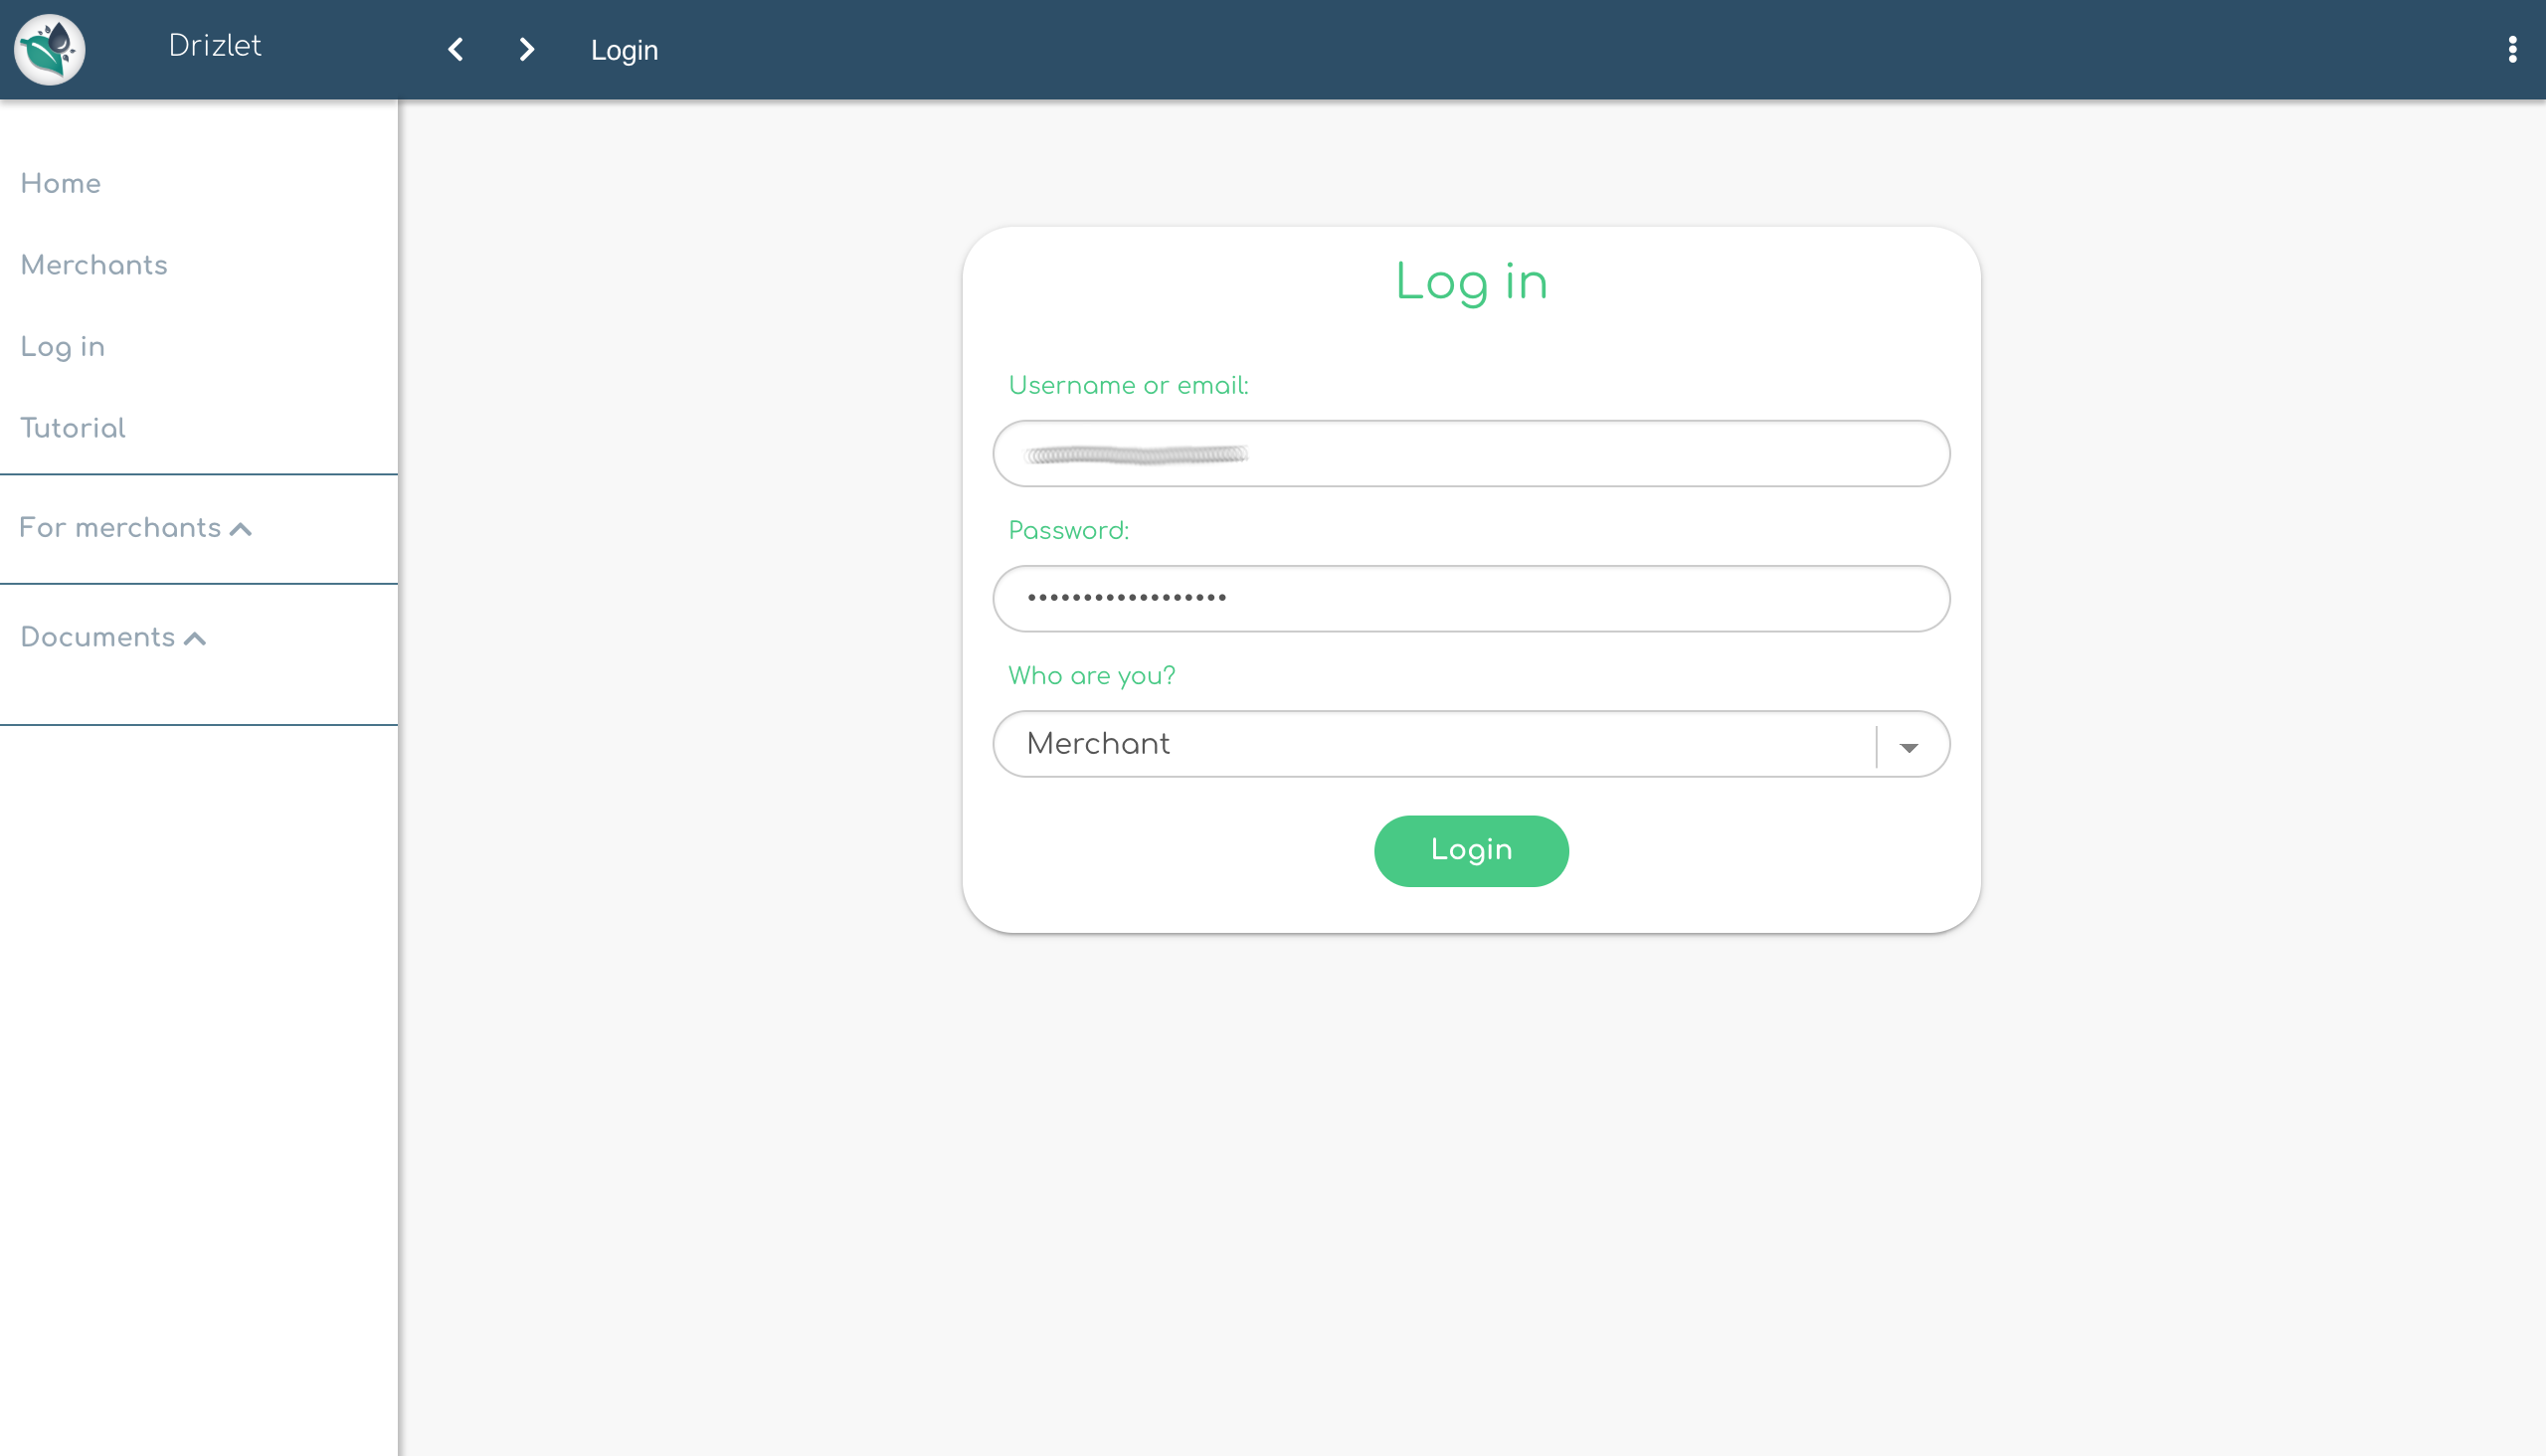 Drizlet
Login
Home
Merchants
Log in
Tutorial
For merchants
Documents
Log in
Username or email:
Password:
••••••••••••••••••
Who are you?
Merchant
Login